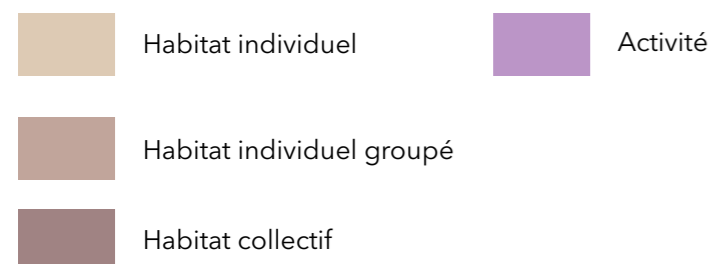 Habitat individuel
Activité
Habitat individuel groupé
Habitat collectif